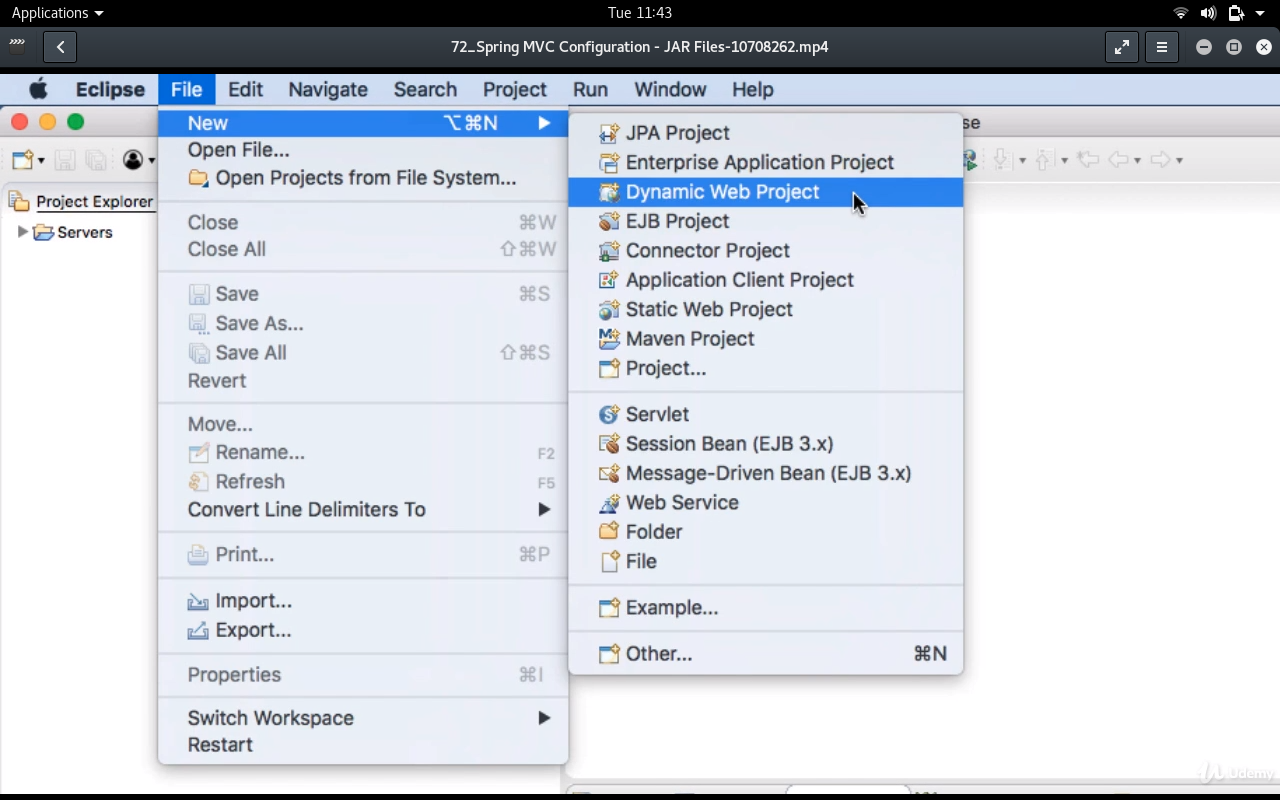 Applications
Tue 11:43
72_Spring MVC Configuration - JAR Files-10708262.mp4
Eclipse File Edit Navigate Search Project Run Window Help
Project Explorer
Servers
New ⌥⌘N
Open File...
Open Projects from File System...
Close ⌘W
Close All ⇧⌘W
Save ⌘S
Save As...
Save All ⇧⌘S
Revert
Move...
Rename... F2
Refresh F5
Convert Line Delimiters To
Print... ⌘P
Import...
Export...
Properties ⌘I
Switch Workspace
Restart
JPA Project
Enterprise Application Project
Dynamic Web Project
EJB Project
Connector Project
Application Client Project
Static Web Project
Maven Project
Project...
Servlet
Session Bean (EJB 3.x)
Message-Driven Bean (EJB 3.x)
Web Service
Folder
File
Example...
Other... ⌘N
Udemy